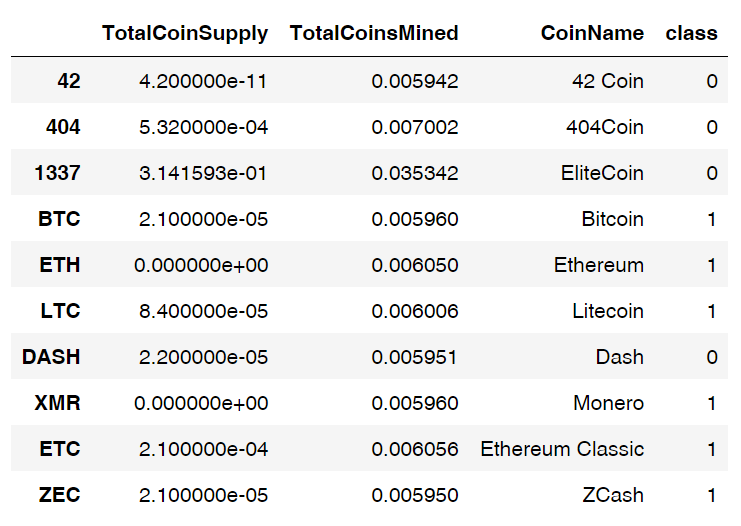 TotalCoinSupply TotalCoinsMined CoinName class
42 4.200000e-11 0.005942 42 Coin 0
404 5.320000e-04 0.007002 404Coin 0
1337 3.141593e-01 0.035342 EliteCoin 0
BTC 2.100000e-05 0.005960 Bitcoin 1
ETH 0.000000e+00 0.006050 Ethereum 1
LTC 8.400000e-05 0.006006 Litecoin 1
DASH 2.200000e-05 0.005951 Dash 0
XMR 0.000000e+00 0.005960 Monero 1
ETC 2.100000e-04 0.006056 Ethereum Classic 1
ZEC 2.100000e-05 0.005950 ZCash 1